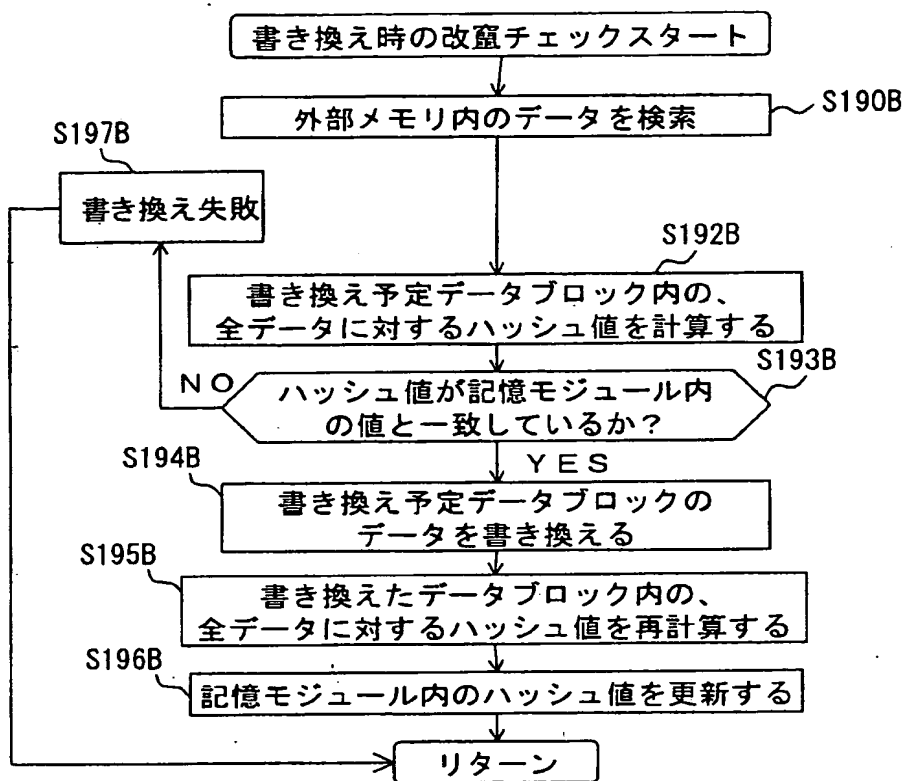 書き換え時の改竄チェックスタート
S190B
外部メモリ内のデータを検索
S197B
書き換え失敗
S192B
書き換え予定データブロック内の、
全データに対するハッシュ値を計算する
S193B
NO
ハッシュ値が記憶モジュール内
の値と一致しているか?
YES
S194B
書き換え予定データブロックの
データを書き換える
S195B
書き換えたデータブロック内の、
全データに対するハッシュ値を再計算する
S196B
記憶モジュール内のハッシュ値を更新する
リターン